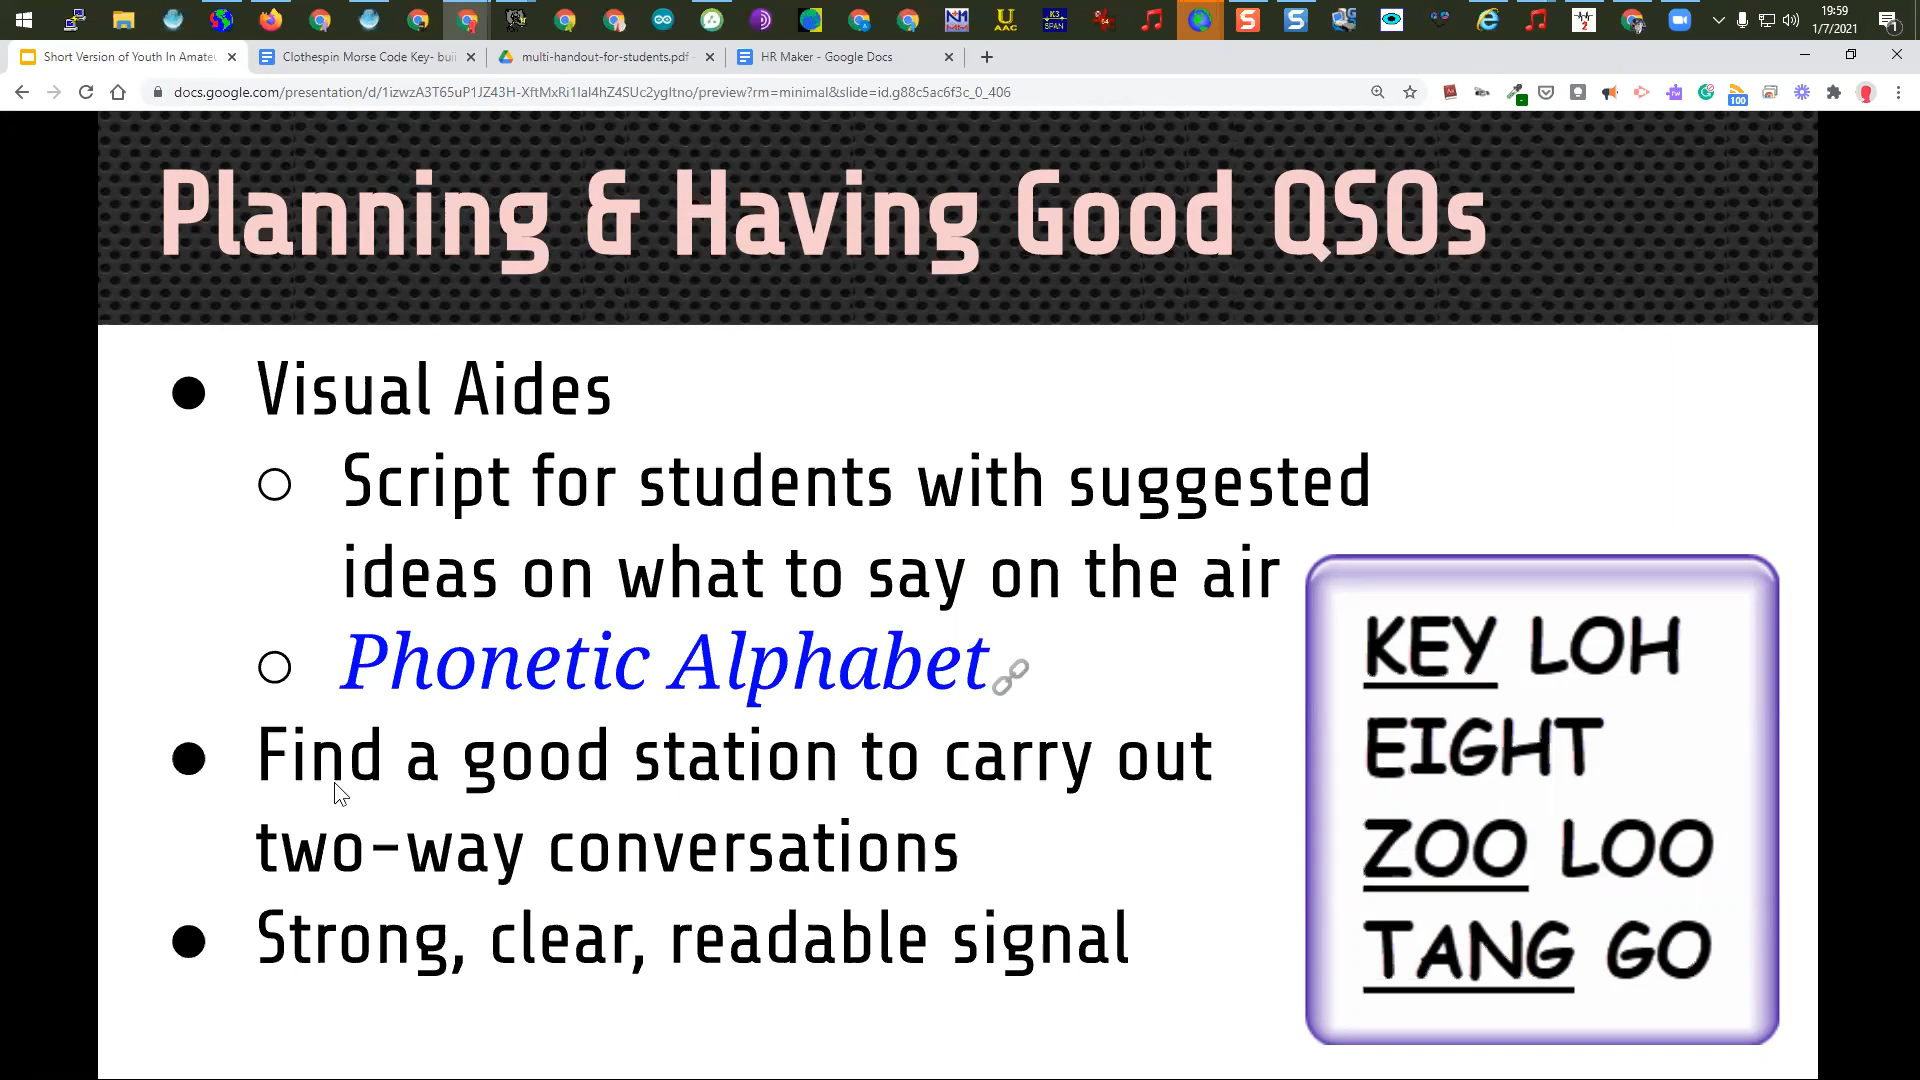 19:59
1/7/2021
Short Version of Youth In Amate
Clothespin Morse Code Key- bui
multi-handout-for-students.pdf -
HR Maker - Google Docs
docs.google.com/presentation/d/1izwzA3T65uP1JZ43H-XftMxRi1lal4hZ4SUc2ygItno/preview?rm=minimal&slide=id.g88c5ac6f3c_0_406
100
Planning & Having Good QSOs
● Visual Aides
○ Script for students with suggested
ideas on what to say on the air
○ Phonetic Alphabet
● Find a good station to carry out
two-way conversations
● Strong, clear, readable signal
KEY LOH
EIGHT
ZOO LOO
TANG GO